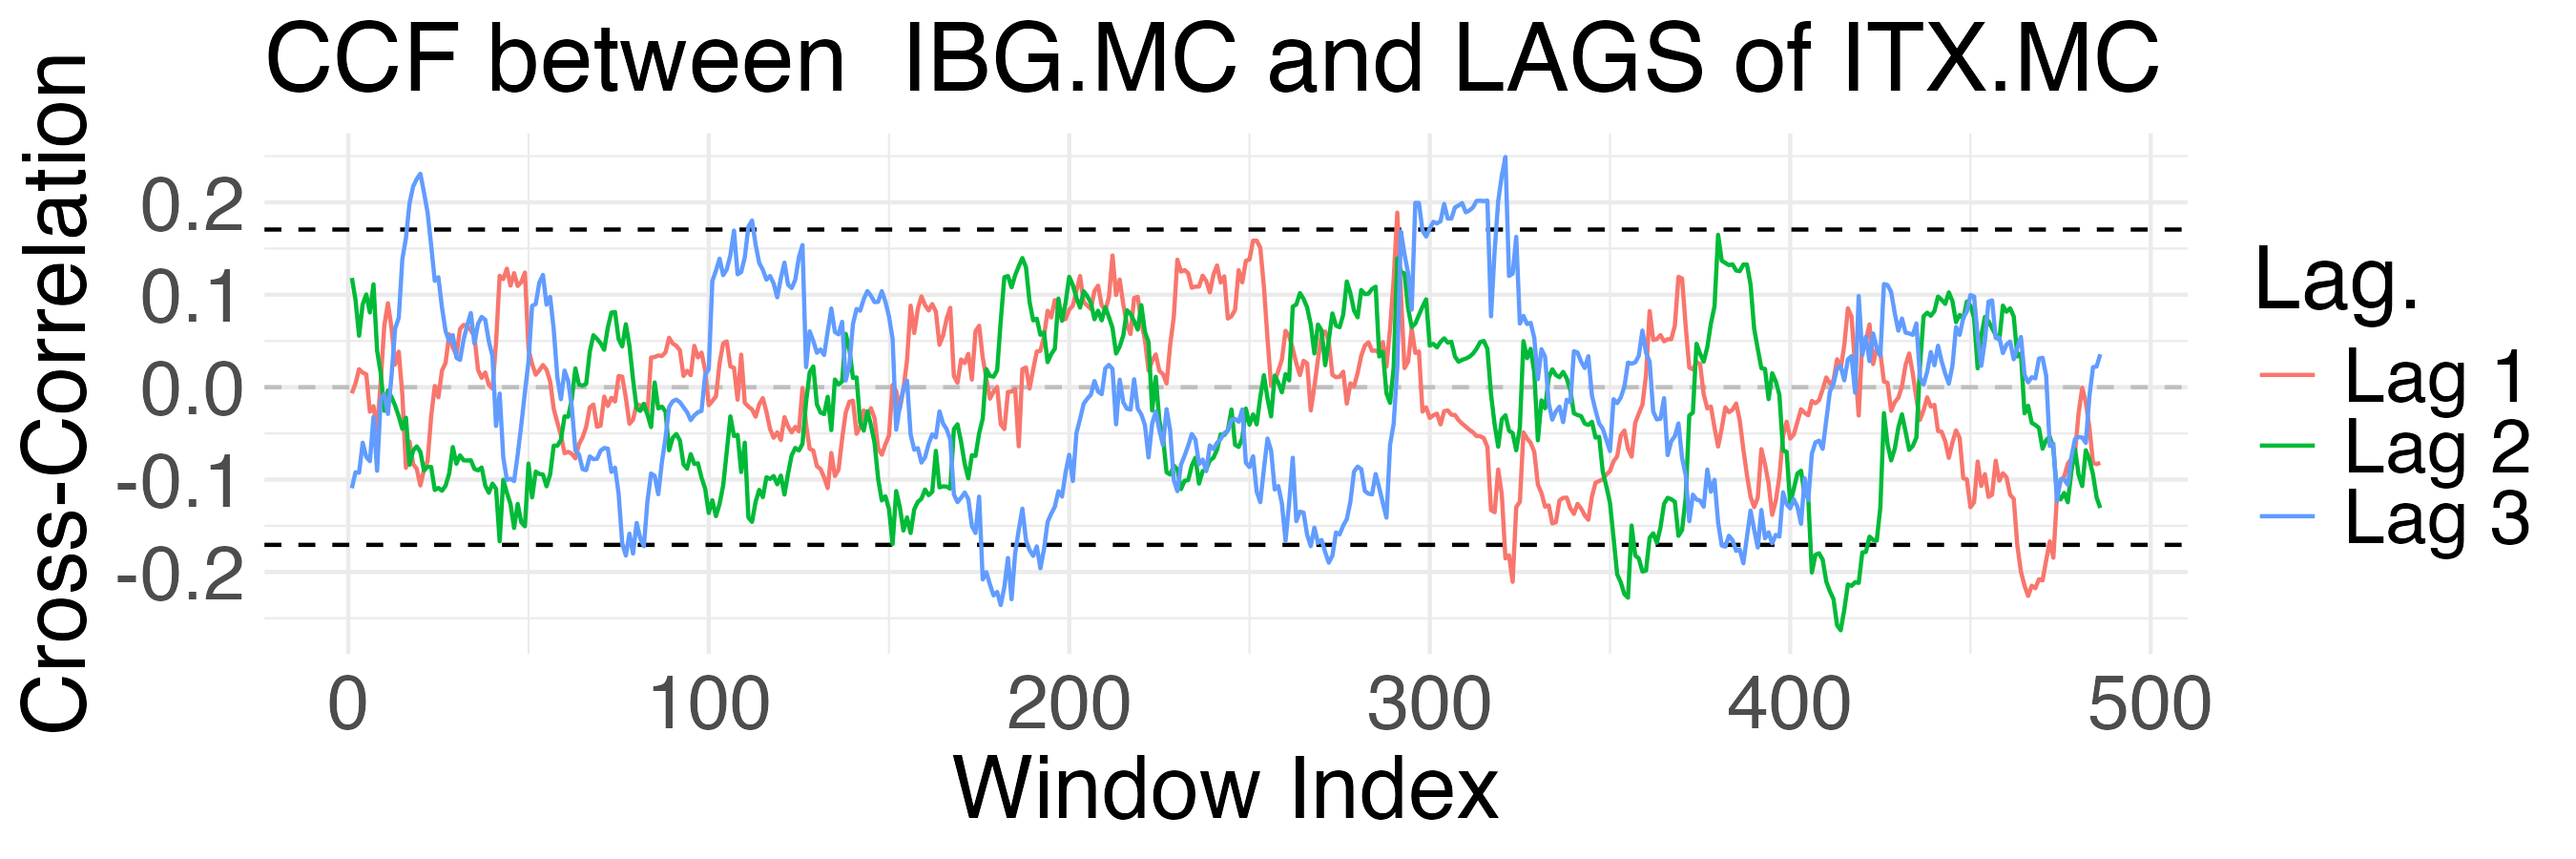 CCF between  IBG.MC and LAGS of ITX.MC
Cross-Correlation
0.2
0.1
0.0
-0.1
-0.2
0 100 200 300 400 500
Window Index
Lag.
Lag 1
Lag 2
Lag 3